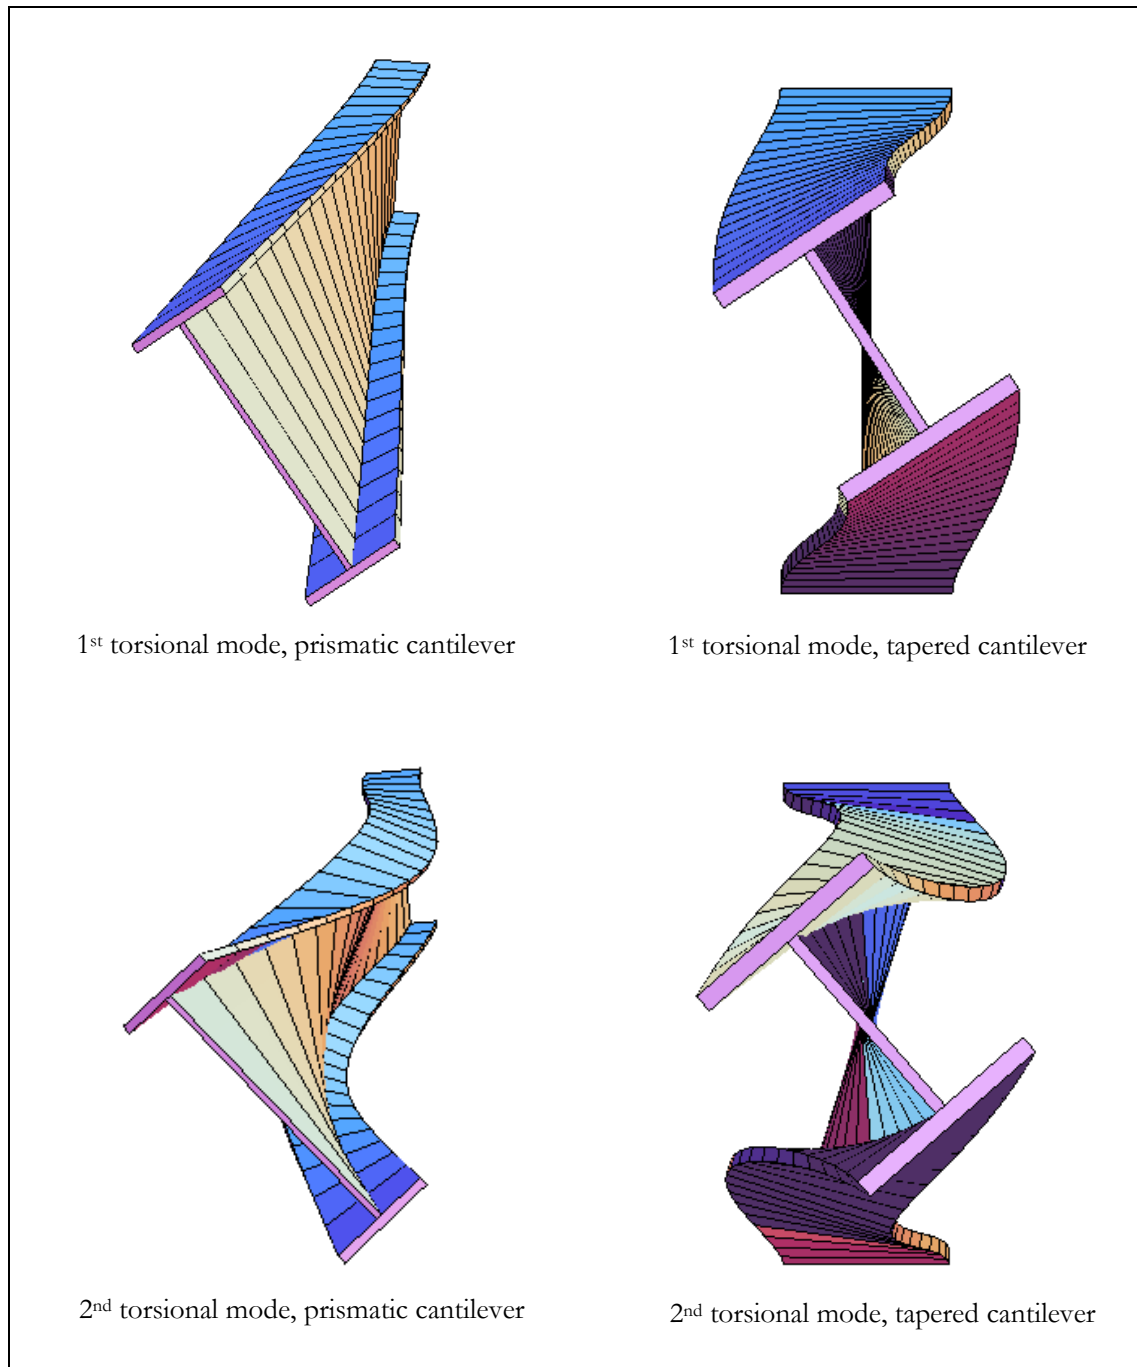 1st torsional mode, prismatic cantilever
1st torsional mode, tapered cantilever
2nd torsional mode, prismatic cantilever
2nd torsional mode, tapered cantilever